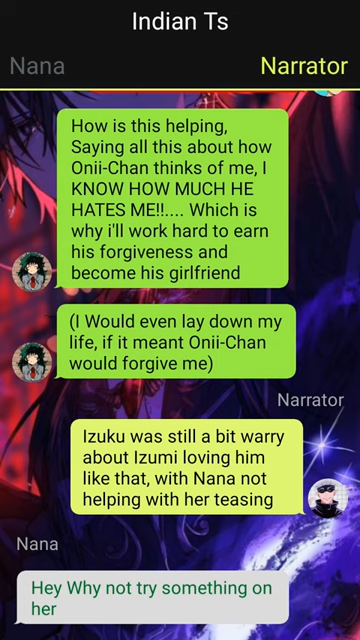 Indian Ts
Nana
Narrator
How is this helping,
Saying all this about how
Onii-Chan thinks of me, I
KNOW HOW MUCH HE
HATES ME!!.... Which is
why i'll work hard to earn
his forgiveness and
become his girlfriend
(I Would even lay down my
life, if it meant Onii-Chan
would forgive me)
Narrator
Izuku was still a bit warry
about Izumi loving him
like that, with Nana not
helping with her teasing
Nana
Hey Why not try something on
her